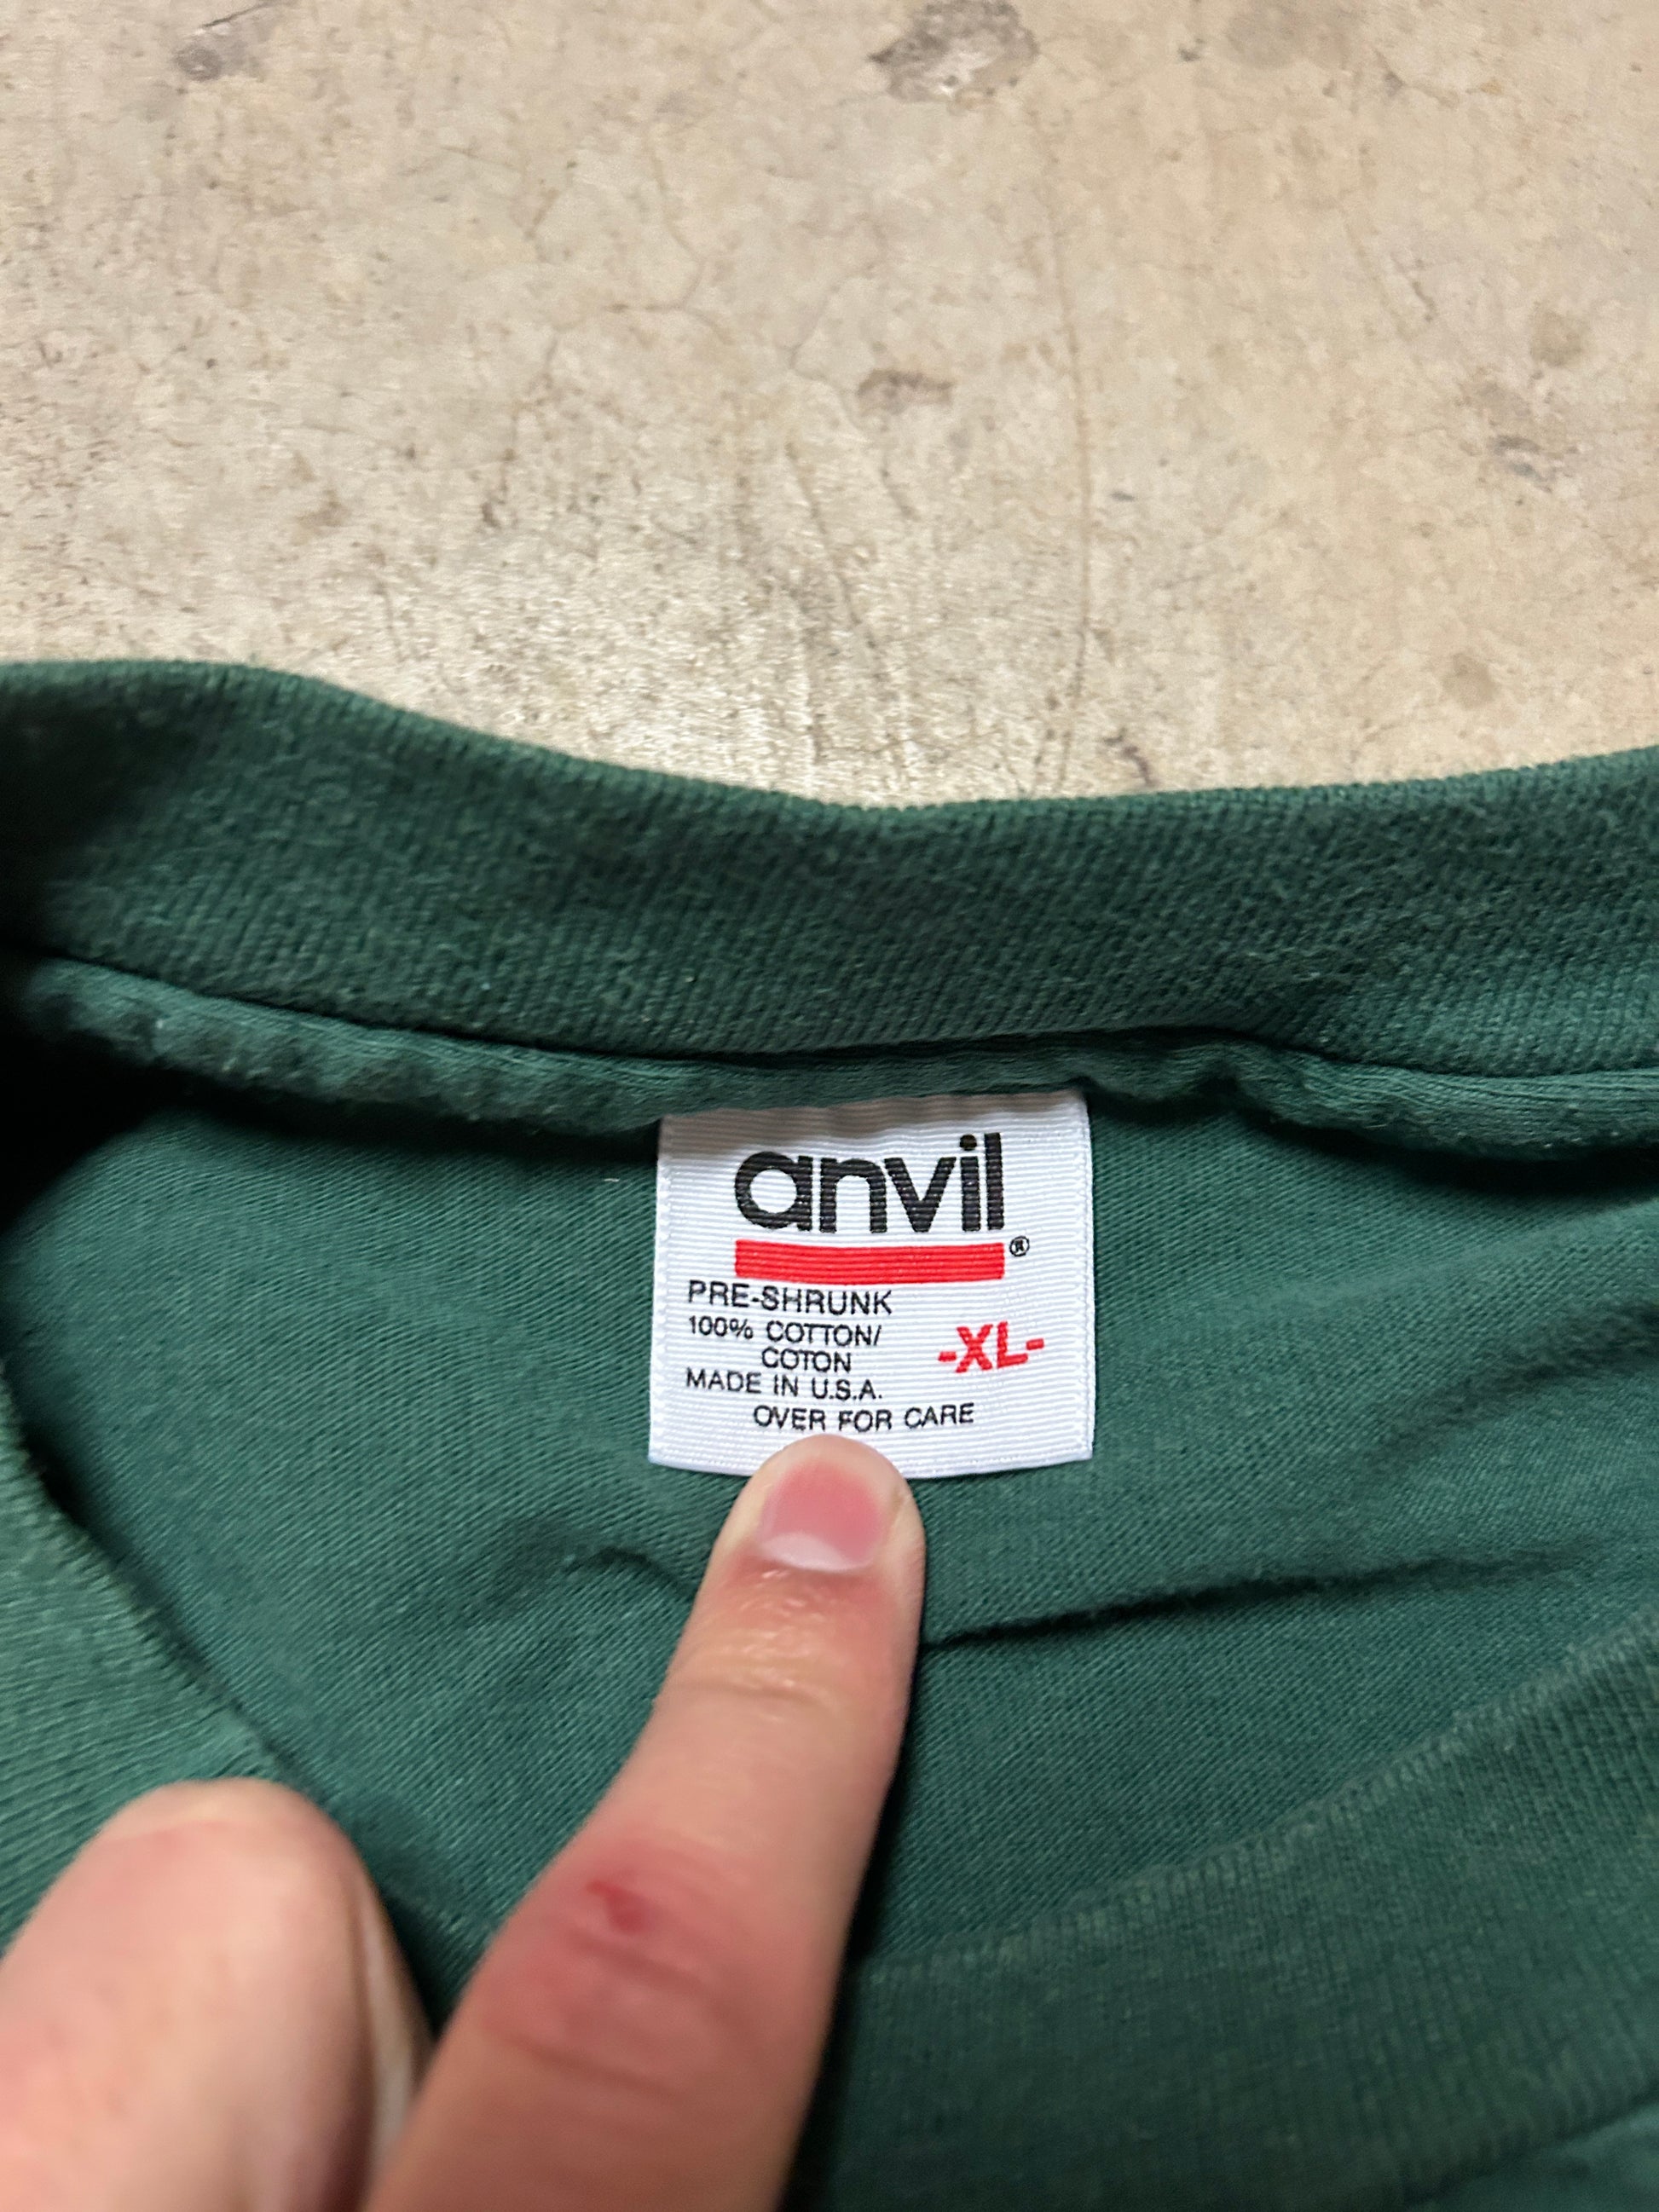 anvil
®
PRE-SHRUNK
100% COTTON/
COTON
-XL-
MADE IN U.S.A.
OVER FOR CARE